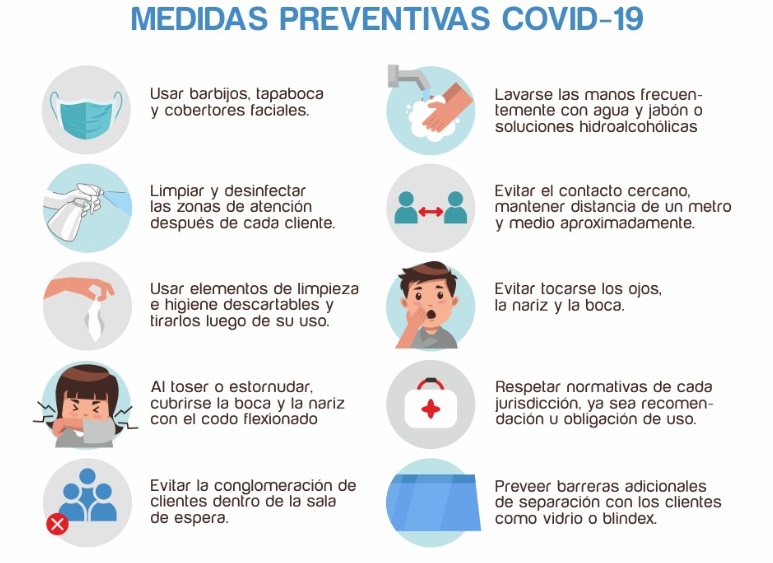 MEDIDAS PREVENTIVAS COVID-19
Usar barbijos, tapaboca
y cobertores faciales.
Lavarse las manos frecuen-
temente con agua y jabón o
soluciones hidroalcohólicas
Limpiar y desinfectar
las zonas de atención
después de cada cliente.
Evitar el contacto cercano,
mantener distancia de un metro
y medio aproximadamente.
Usar elementos de limpieza
e higiene descartables y
tirarlos luego de su uso.
Evitar tocarse los ojos,
la nariz y la boca.
Al toser o estornudar,
cubrirse la boca y la nariz
con el codo flexionado
Respetar normativas de cada
jurisdicción, ya sea recomen-
dación u obligación de uso.
Evitar la conglomeración de
clientes dentro de la sala
de espera.
Preveer barreras adicionales
de separación con los clientes
como vidrio o blindex.